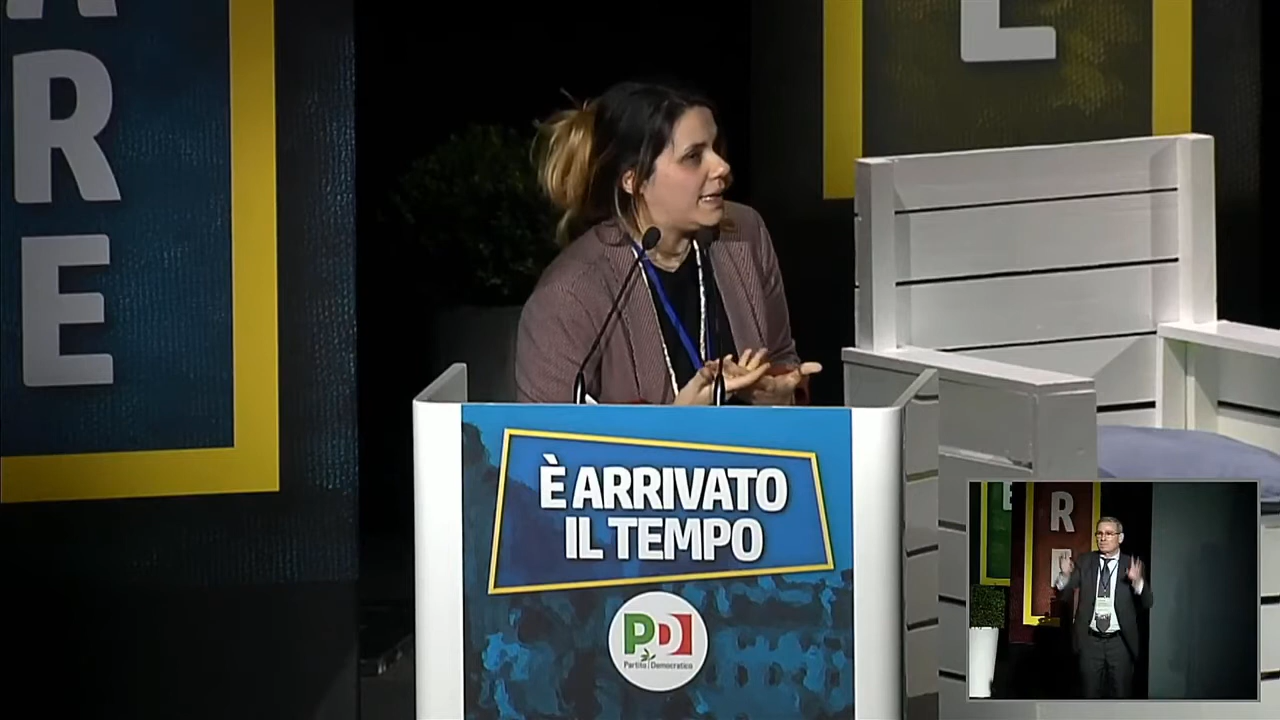 R
E
È ARRIVATO
IL TEMPO
PD
Partito Democratico
L
E
R
E